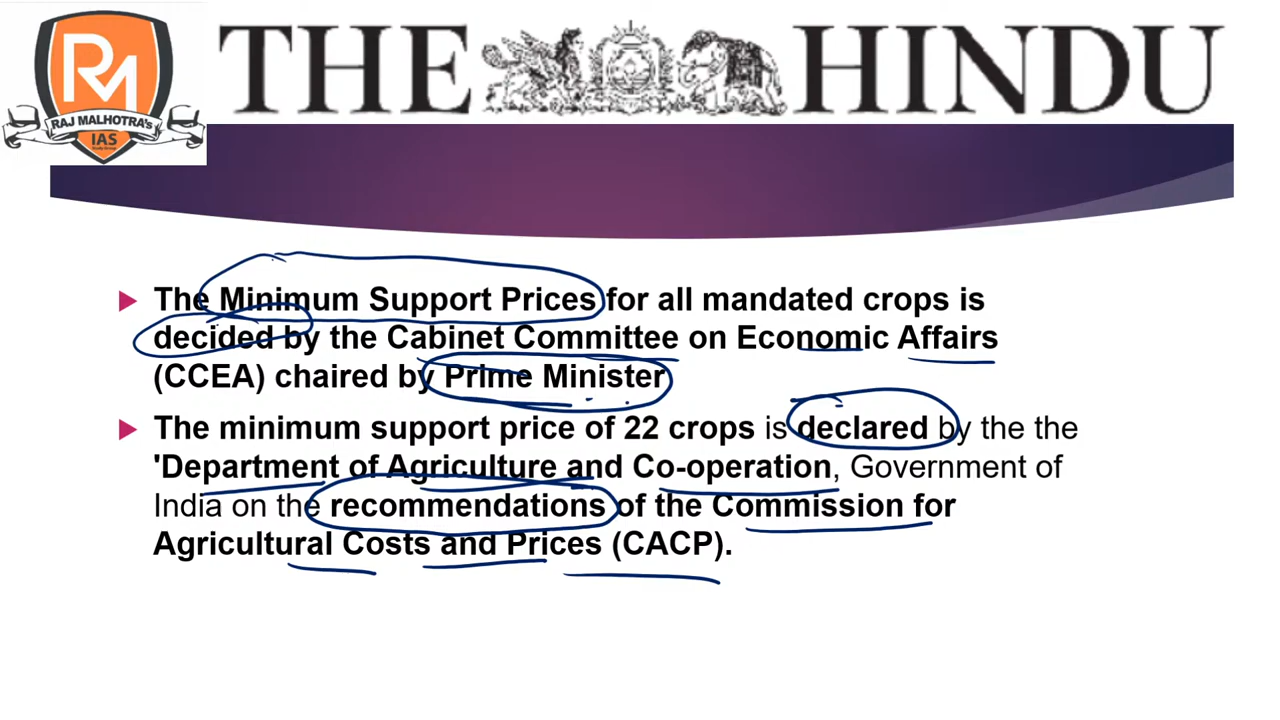 RM
RAJ MALHOTRA's
IAS
Study Group
THE HINDU
The Minimum Support Prices for all mandated crops is
decided by the Cabinet Committee on Economic Affairs
(CCEA) chaired by Prime Minister
The minimum support price of 22 crops is declared by the the
'Department of Agriculture and Co-operation, Government of
India on the recommendations of the Commission for
Agricultural Costs and Prices (CACP).